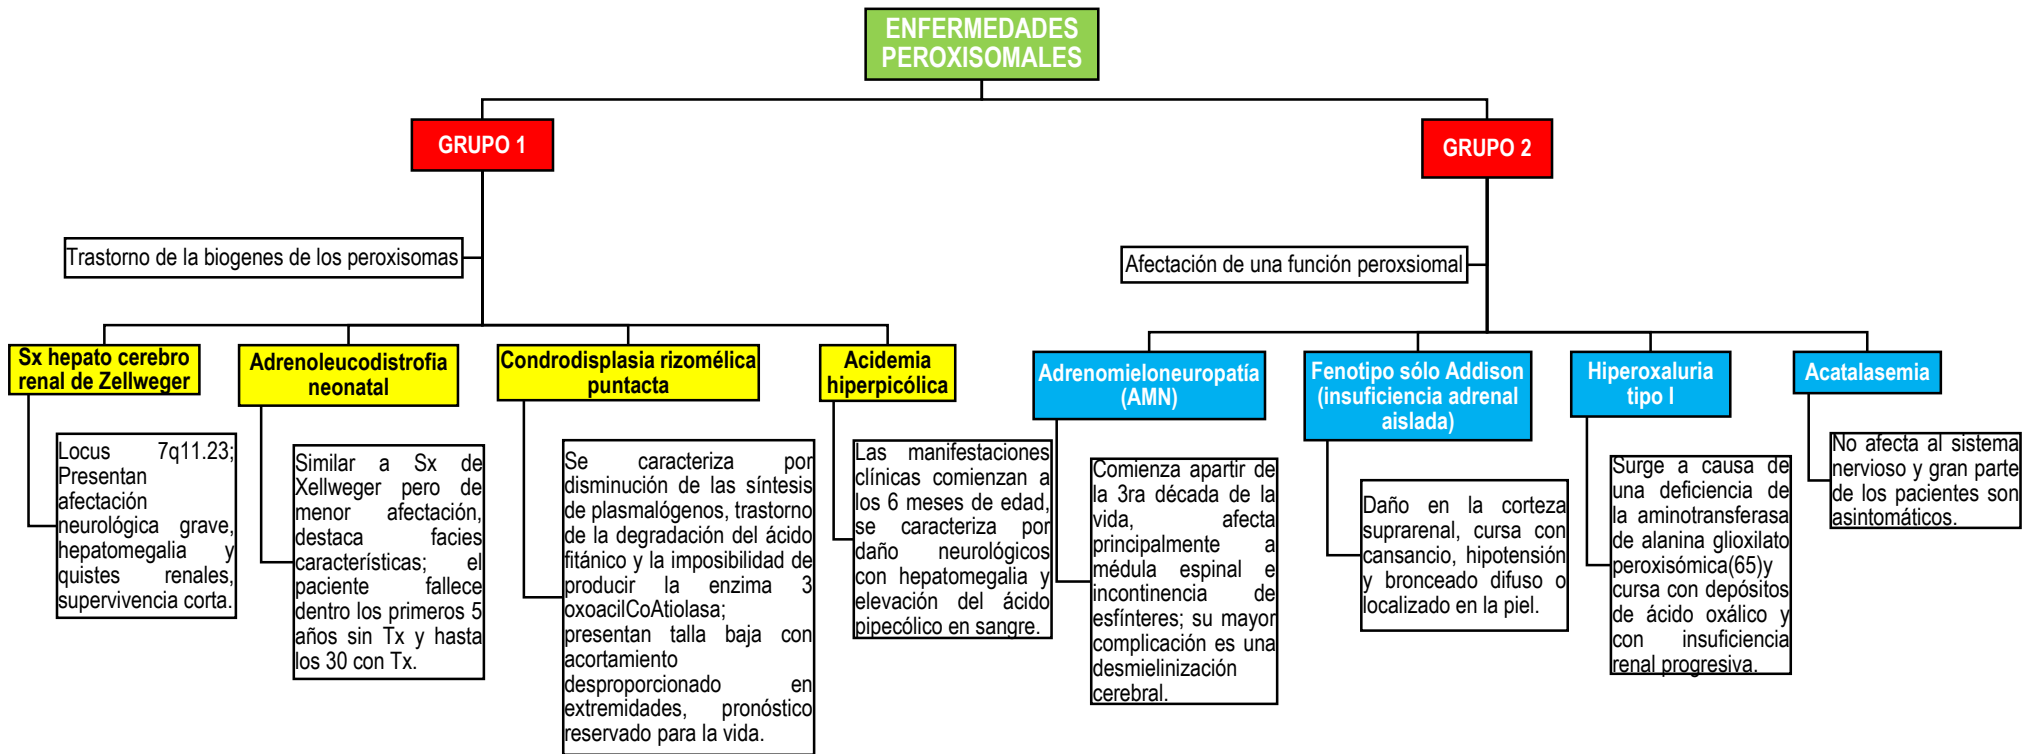 ENFERMEDADES
PEROXISOMALES
GRUPO 1
GRUPO 2
Trastorno de la biogenes de los peroxisomas
Afectación de una función peroxsiomal
Sx hepato cerebro
renal de Zellweger
Adrenoleucodistrofia
neonatal
Condrodisplasia rizomélica
puntacta
Acidemia
hiperpicólica
Adrenomieloneuropatía
(AMN)
Fenotipo sólo Addison
(insuficiencia adrenal
aislada)
Hiperoxaluria
tipo I
Acatalasemia
Locus 7q11.23;
Presentan
afectación
neurológica grave,
hepatomegalia y
quistes renales,
supervivencia corta.
Similar a Sx de
Xellweger pero de
menor afectación,
destaca facies
características; el
paciente fallece
dentro los primeros 5
años sin Tx y hasta
los 30 con Tx.
Se caracteriza por
disminución de las síntesis
de plasmalógenos, trastorno
de la degradación del ácido
fitánico y la imposibilidad de
producir la enzima 3
oxoacilCoAtiolasa;
presentan talla baja con
acortamiento
desproporcionado en
extremidades, pronóstico
reservado para la vida.
Las manifestaciones
clínicas comienzan a
los 6 meses de edad,
se caracteriza por
daño neurológicos
con hepatomegalia y
elevación del ácido
pipecólico en sangre.
Comienza apartir de
la 3ra década de la
vida, afecta
principalmente a
médula espinal e
incontinencia de
esfínteres; su mayor
complicación es una
desmielinización
cerebral.
Daño en la corteza
suprarenal, cursa con
cansancio, hipotensión
y bronceado difuso o
localizado en la piel.
Surge a causa de
una deficiencia de
la aminotransferasa
de alanina glioxilato
peroxisómica(65)y
cursa con depósitos
de ácido oxálico y
con insuficiencia
renal progresiva.
No afecta al sistema
nervioso y gran parte
de los pacientes son
asintomáticos.